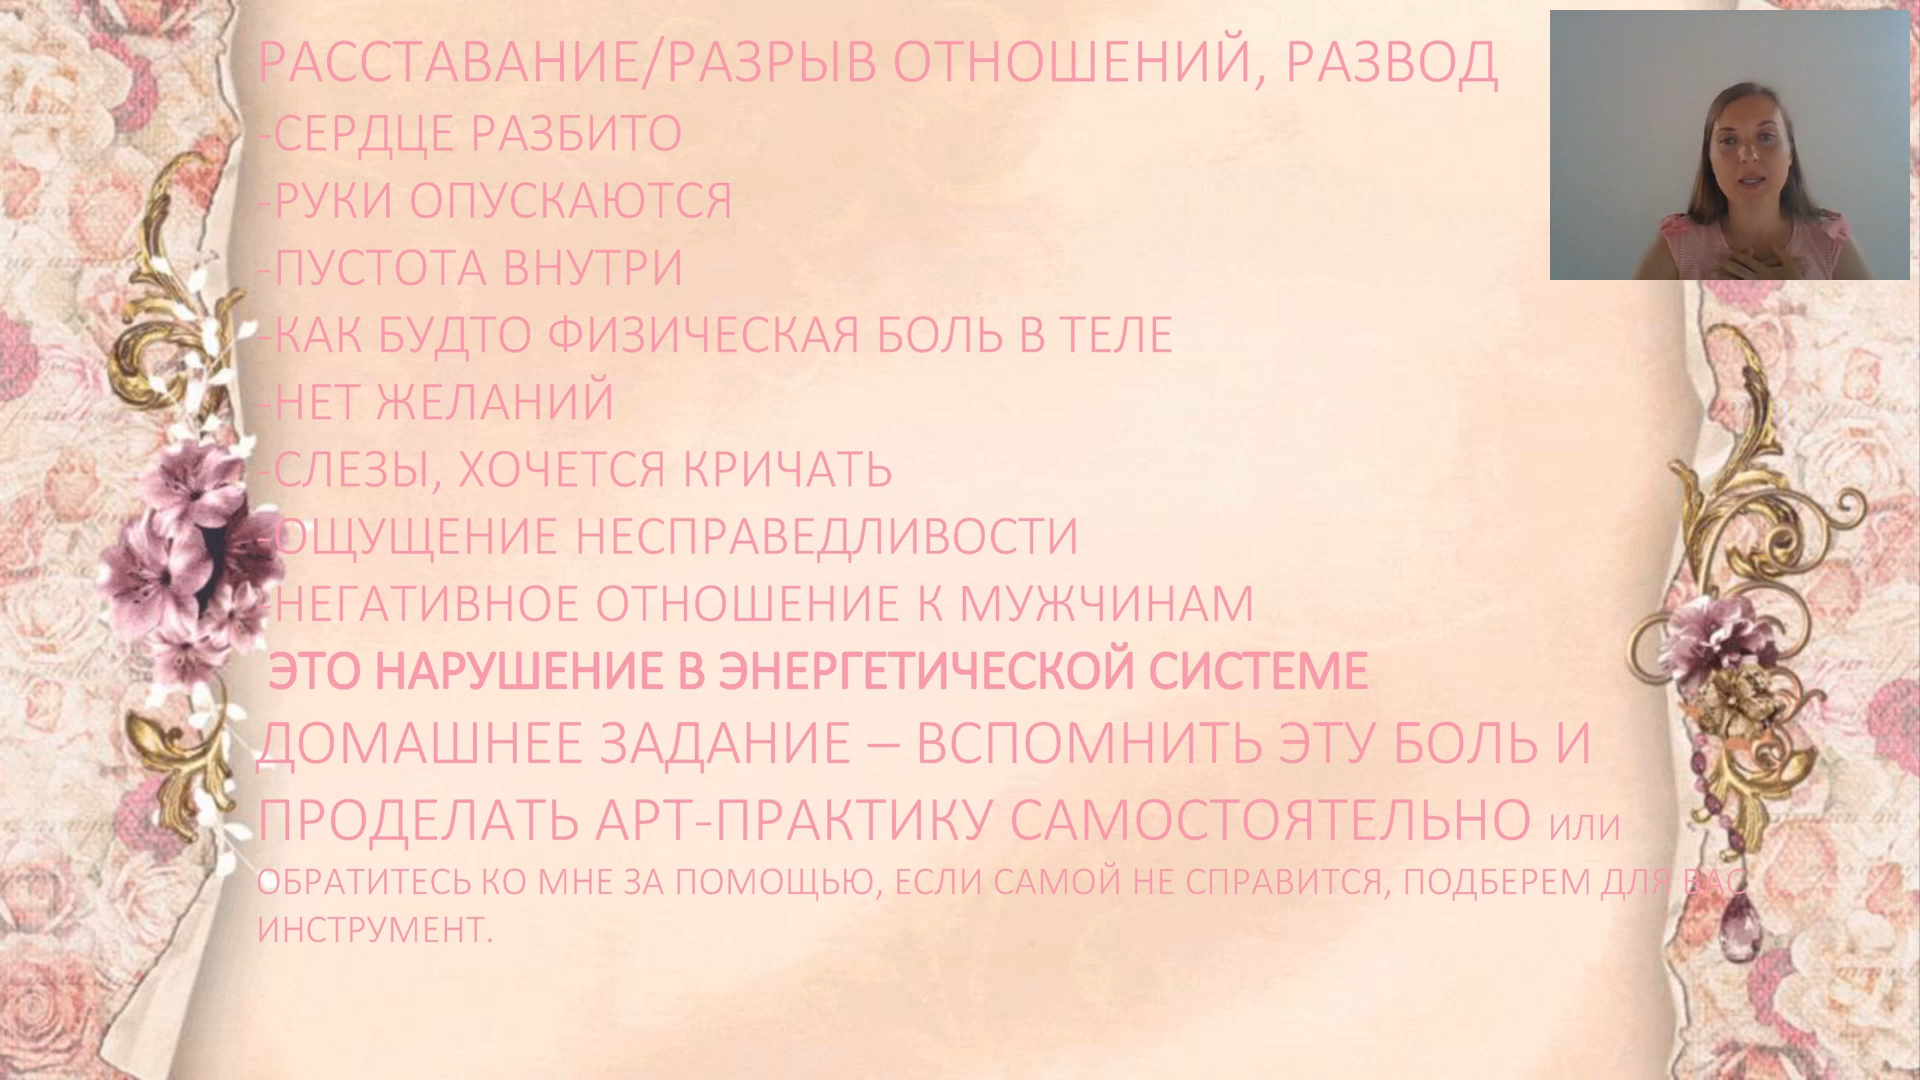 РАССТАВАНИЕ/РАЗРЫВ ОТНОШЕНИЙ, РАЗВОД
-СЕРДЦЕ РАЗБИТО
-РУКИ ОПУСКАЮТСЯ
-ПУСТОТА ВНУТРИ
-КАК БУДТО ФИЗИЧЕСКАЯ БОЛЬ В ТЕЛЕ
-НЕТ ЖЕЛАНИЙ
-СЛЕЗЫ, ХОЧЕТСЯ КРИЧАТЬ
-ОЩУЩЕНИЕ НЕСПРАВЕДЛИВОСТИ
-НЕГАТИВНОЕ ОТНОШЕНИЕ К МУЖЧИНАМ
ЭТО НАРУШЕНИЕ В ЭНЕРГЕТИЧЕСКОЙ СИСТЕМЕ
ДОМАШНЕЕ ЗАДАНИЕ – ВСПОМНИТЬ ЭТУ БОЛЬ И
ПРОДЕЛАТЬ АРТ-ПРАКТИКУ САМОСТОЯТЕЛЬНО ИЛИ
ОБРАТИТЕСЬ КО МНЕ ЗА ПОМОЩЬЮ, ЕСЛИ САМОЙ НЕ СПРАВИТСЯ, ПОДБЕРЕМ ДЛЯ ВАС
ИНСТРУМЕНТ.